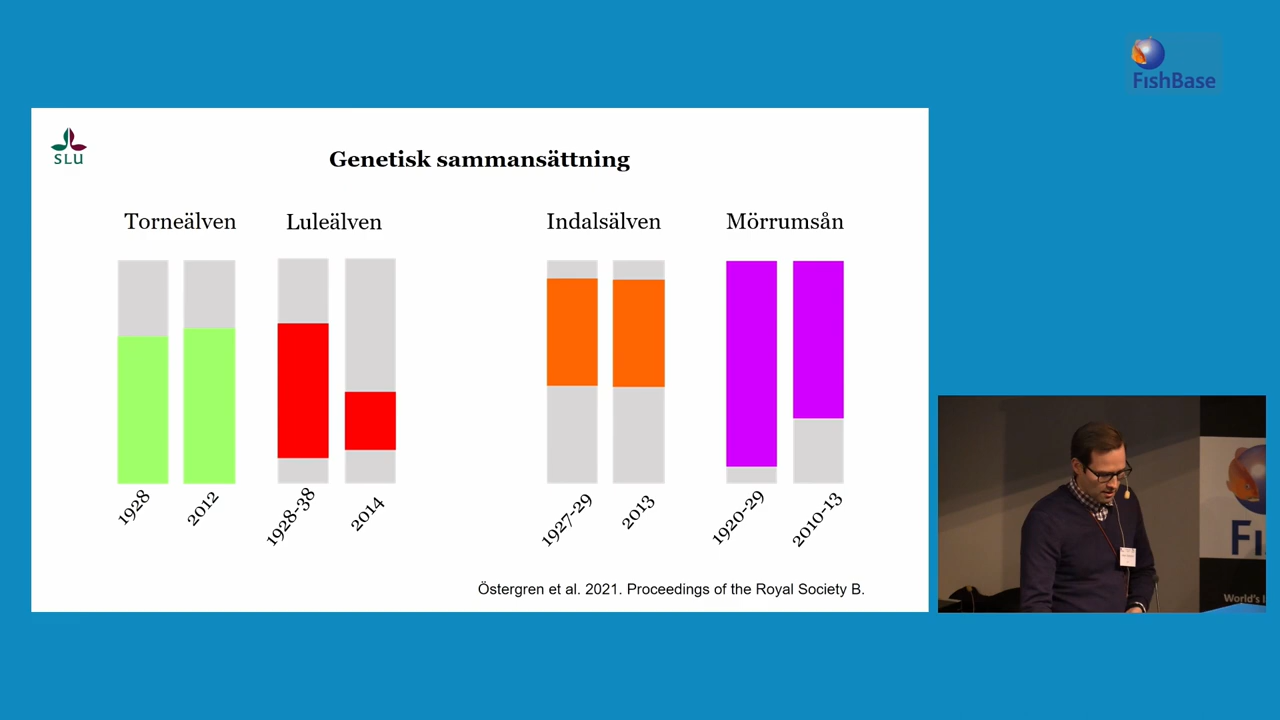 FishBase
SLU
Genetisk sammansättning
Torneälven Luleälven Indalsälven Mörrumsån
1928 2012 1928-38 2014 1927-29 2013 1920-29 2010-13
Östergren et al. 2021. Proceedings of the Royal Society B.
World's